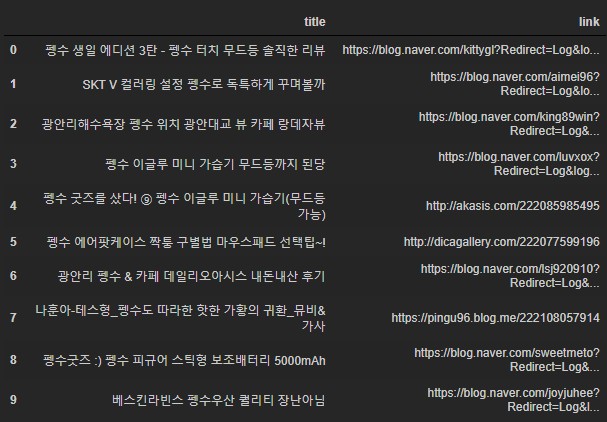 title link
0 펭수 생일 에디션 3탄 - 펭수 터치 무드등 솔직한 리뷰 https://blog.naver.com/kittygl?Redirect=Log&lo...
1 SKT V 컬러링 설정 펭수로 독특하게 꾸며볼까 https://blog.naver.com/aimei96?
Redirect=Log&lo...
2 광안리해수욕장 펭수 위치 광안대교 뷰 카페 랑데자뷰 https://blog.naver.com/king89win?
Redirect=Log&...
3 펭수 이글루 미니 가습기 무드등까지 된당 https://blog.naver.com/luvxox?
Redirect=Log&log...
4 펭수 굿즈를 샀다! ⑨ 펭수 이글루 미니 가습기(무드등 http://akasis.com/222085985495
가능)
5 펭수 에어팟케이스 짝퉁 구별법 마우스패드 선택팁~! http://dicagallery.com/222077599196
6 광안리 펭수 & 카페 데일리오아시스 내돈내산 후기 https://blog.naver.com/lsj920910?
Redirect=Log&...
7 나훈아-테스형_펭수도 따라한 핫한 가황의 귀환_뮤비& https://pingu96.blog.me/222108057914
가사
8 펭수굿즈 :) 펭수 피규어 스틱형 보조배터리 5000mAh https://blog.naver.com/sweetmeto?
Redirect=Log&...
9 베스킨라빈스 펭수우산 퀄리티 장난아님 https://blog.naver.com/joyjuhee?
Redirect=Log&l...